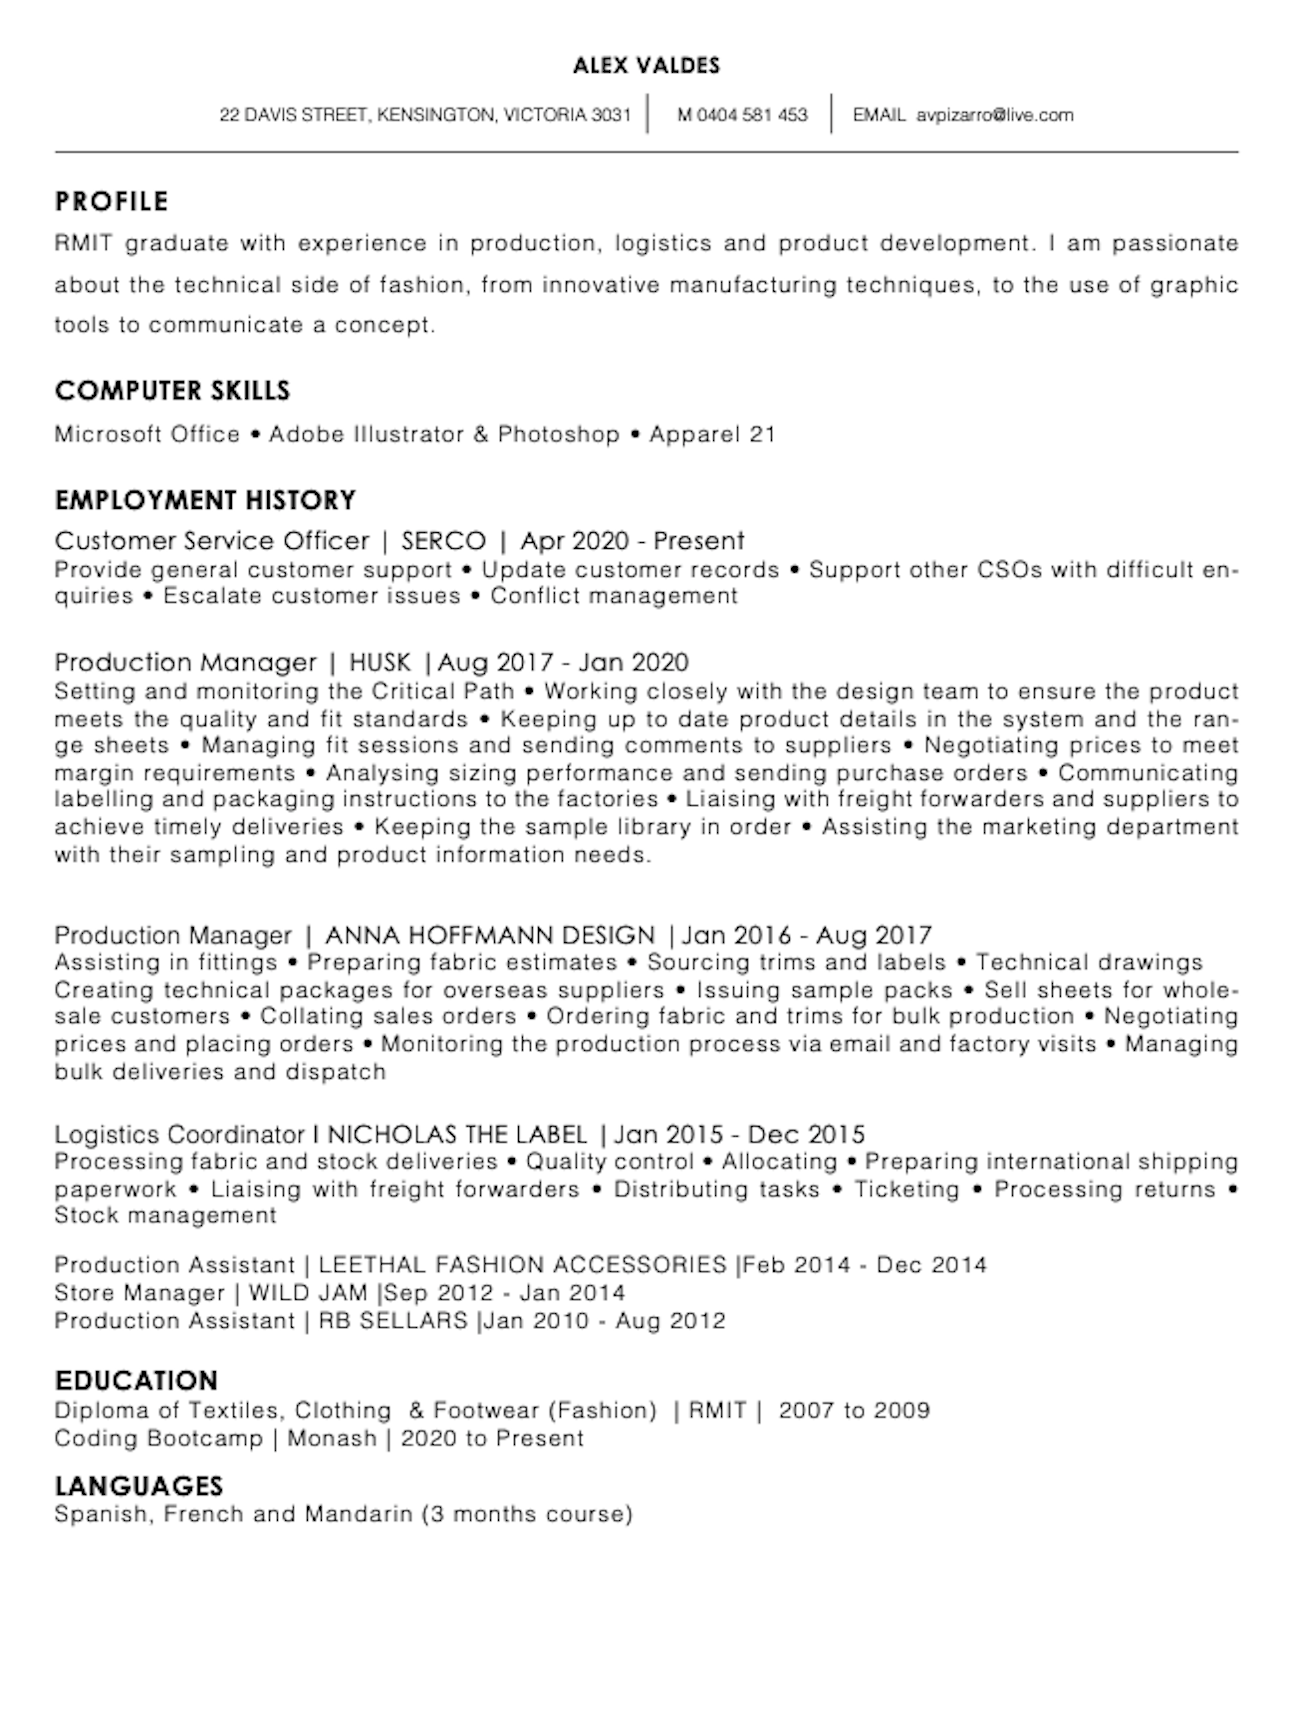 ALEX VALDES
22 DAVIS STREET, KENSINGTON, VICTORIA 3031 | M 0404 581 453 | EMAIL avpizarro@live.com
PROFILE
RMIT graduate with experience in production, logistics and product development. I am passionate
about the technical side of fashion, from innovative manufacturing techniques, to the use of graphic
tools to communicate a concept.
COMPUTER SKILLS
Microsoft Office • Adobe Illustrator & Photoshop • Apparel 21
EMPLOYMENT HISTORY
Customer Service Officer | SERCO | Apr 2020 - Present
Provide general customer support • Update customer records • Support other CSOs with difficult en-
quiries • Escalate customer issues • Conflict management
Production Manager | HUSK | Aug 2017 - Jan 2020
Setting and monitoring the Critical Path • Working closely with the design team to ensure the product
meets the quality and fit standards • Keeping up to date product details in the system and the ran-
ge sheets • Managing fit sessions and sending comments to suppliers • Negotiating prices to meet
margin requirements • Analysing sizing performance and sending purchase orders • Communicating
labelling and packaging instructions to the factories • Liaising with freight forwarders and suppliers to
achieve timely deliveries • Keeping the sample library in order • Assisting the marketing department
with their sampling and product information needs.
Production Manager | ANNA HOFFMANN DESIGN | Jan 2016 - Aug 2017
Assisting in fittings • Preparing fabric estimates • Sourcing trims and labels • Technical drawings
Creating technical packages for overseas suppliers • Issuing sample packs • Sell sheets for whole-
sale customers • Collating sales orders • Ordering fabric and trims for bulk production • Negotiating
prices and placing orders • Monitoring the production process via email and factory visits • Managing
bulk deliveries and dispatch
Logistics Coordinator I NICHOLAS THE LABEL | Jan 2015 - Dec 2015
Processing fabric and stock deliveries • Quality control • Allocating • Preparing international shipping
paperwork • Liaising with freight forwarders • Distributing tasks • Ticketing • Processing returns •
Stock management
Production Assistant | LEETHAL FASHION ACCESSORIES |Feb 2014 - Dec 2014
Store Manager | WILD JAM |Sep 2012 - Jan 2014
Production Assistant | RB SELLARS |Jan 2010 - Aug 2012
EDUCATION
Diploma of Textiles, Clothing & Footwear (Fashion) | RMIT | 2007 to 2009
Coding Bootcamp | Monash | 2020 to Present
LANGUAGES
Spanish, French and Mandarin (3 months course)